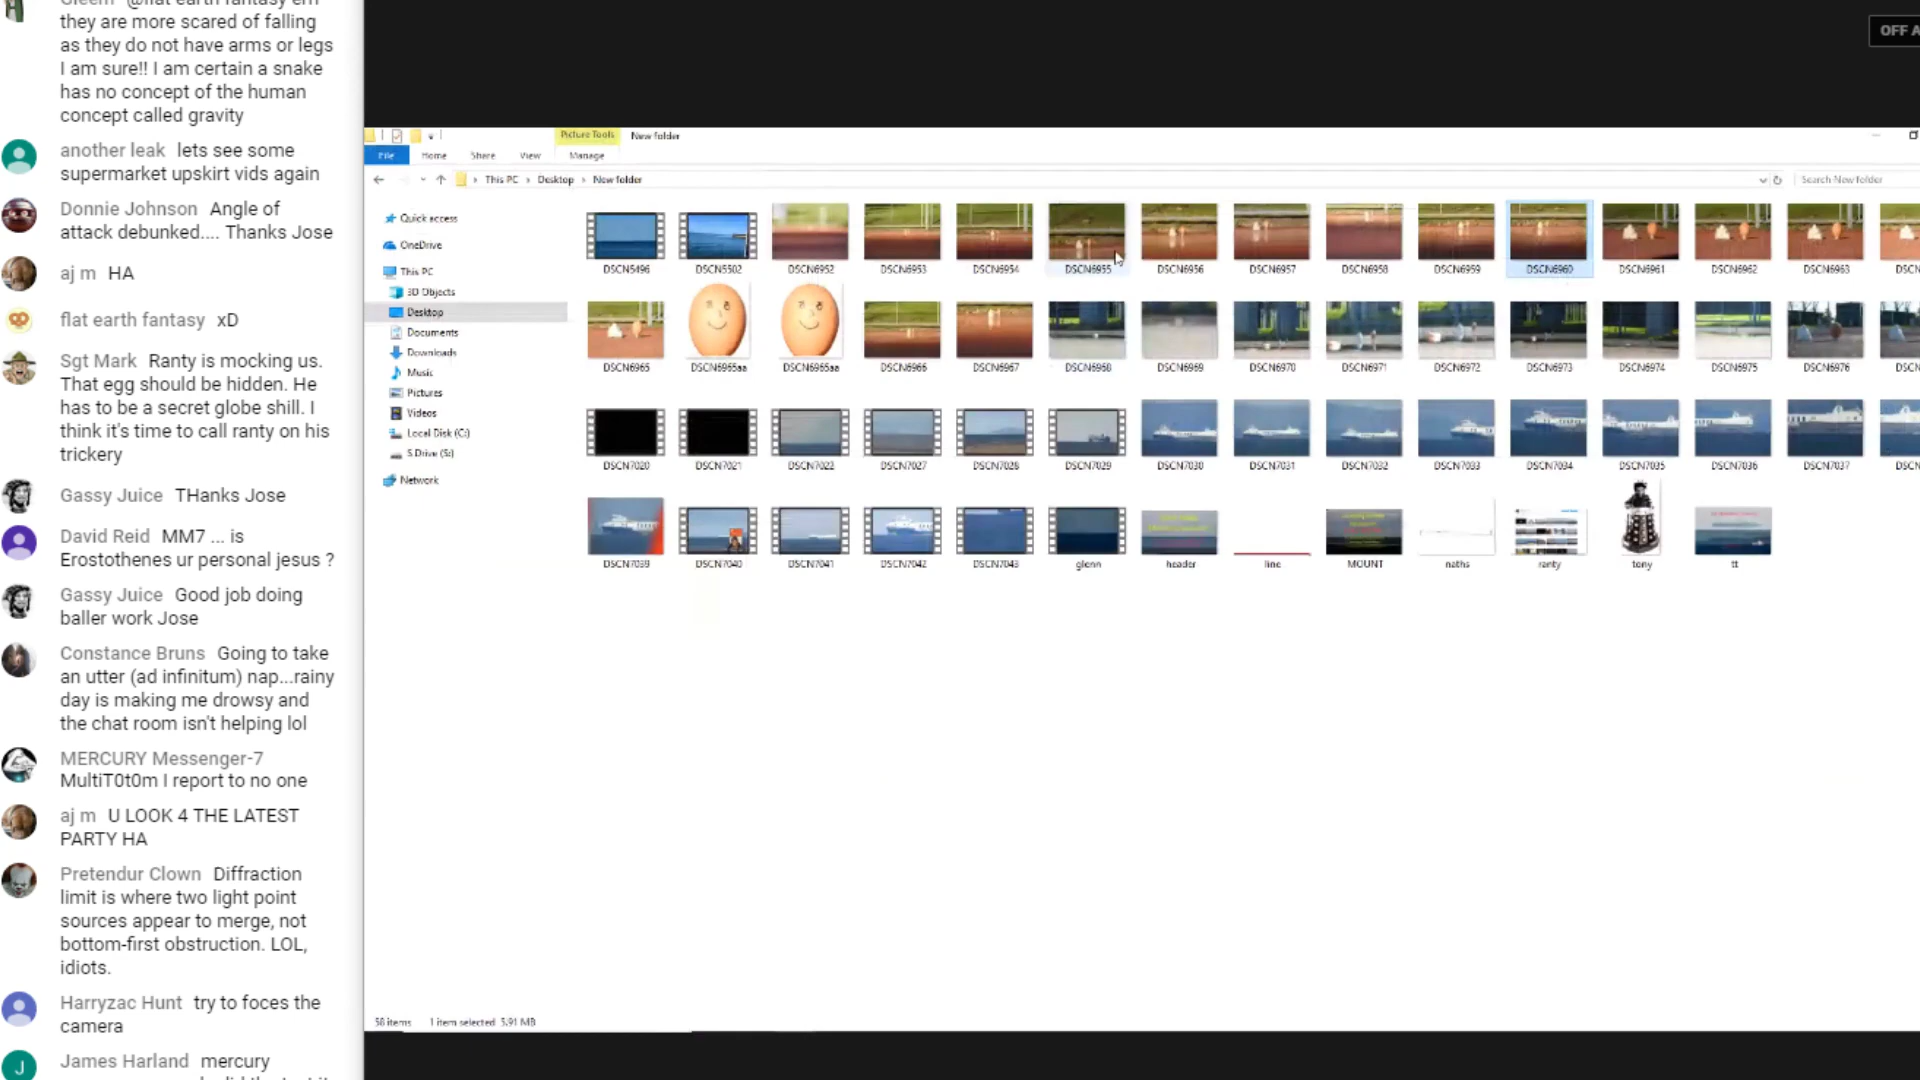 they are more scared of falling
as they do not have arms or legs
I am sure!! I am certain a snake
has no concept of the human
concept called gravity
another leak lets see some
supermarket upskirt vids again
Donnie Johnson Angle of
attack debunked.... Thanks Jose
aj m HA
flat earth fantasy xD
Sgt Mark Ranty is mocking us.
That egg should be hidden. He
has to be a secret globe shill. I
think it's time to call ranty on his
trickery
Gassy Juice THanks Jose
David Reid MM7 ... is
Erostothenes ur personal jesus ?
Gassy Juice Good job doing
baller work Jose
Constance Bruns Going to take
an utter (ad infinitum) nap...rainy
day is making me drowsy and
the chat room isn't helping lol
MERCURY Messenger-7
MultiT0t0m I report to no one
aj m U LOOK 4 THE LATEST
PARTY HA
Pretendur Clown Diffraction
limit is where two light point
sources appear to merge, not
bottom-first obstruction. LOL,
idiots.
Harryzac Hunt try to foces the
camera
James Harland mercury
OFF A
Picture Tools New folder
File Home Share View Manage
This PC Desktop New folder
Search New folder
Quick access
OneDrive
This PC
3D Objects
Desktop
Documents
Downloads
Music
Pictures
Videos
Local Disk (C:)
S Drive (S:)
Network
DSCN5496 DSCN5502 DSCN6952 DSCN6953 DSCN6954 DSCN6955 DSCN6956 DSCN6957 DSCN6958 DSCN6959 DSCN6960 DSCN6961 DSCN6962 DSCN6963 DSCN
DSCN6965 DSCN6965aa DSCN6965aa DSCN6966 DSCN6967 DSCN6968 DSCN6969 DSCN6970 DSCN6971 DSCN6972 DSCN6973 DSCN6974 DSCN6975 DSCN6976 DSCN
DSCN7020 DSCN7021 DSCN7022 DSCN7027 DSCN7028 DSCN7029 DSCN7030 DSCN7031 DSCN7032 DSCN7033 DSCN7034 DSCN7035 DSCN7036 DSCN7037 DSCN
DSCN7039 DSCN7040 DSCN7041 DSCN7042 DSCN7043 glenn header line MOUNT naths ranty tony tt
58 items 1 item selected 5.91 MB